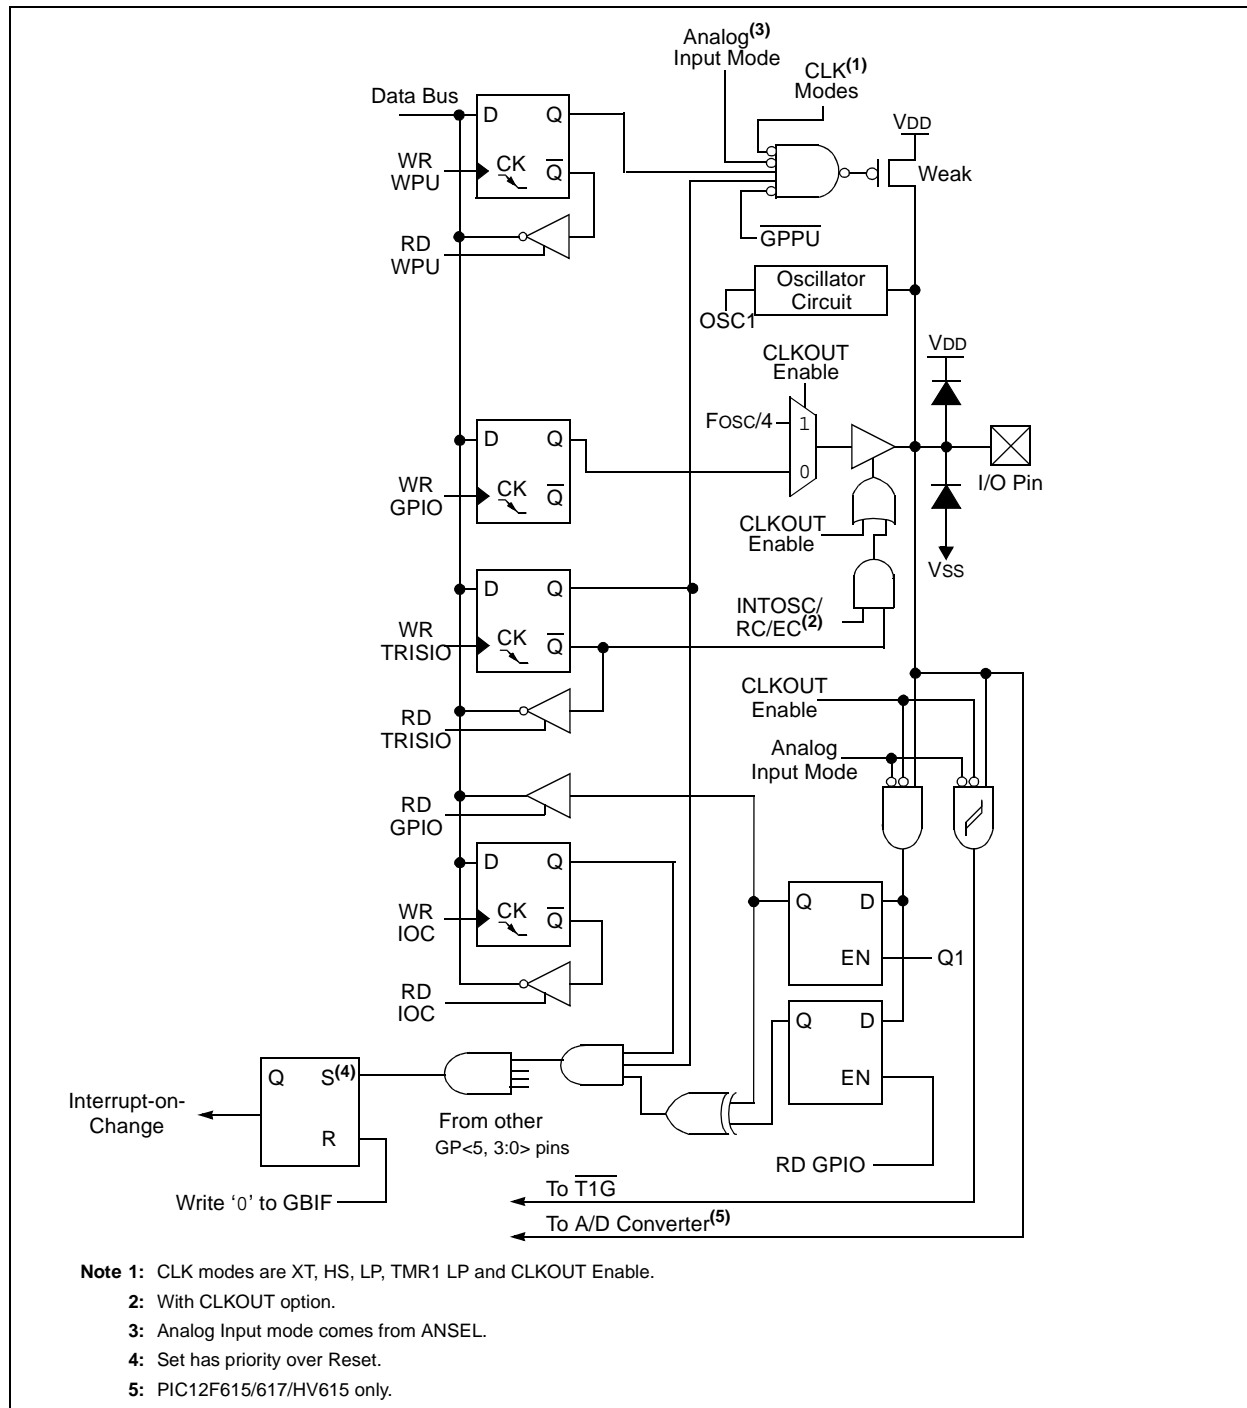 Analog(3)
Input Mode
CLK(1)
Modes
Data Bus
VDD
D Q
WR
WPU
CK Q
Weak
RD
WPU
GPPU
Oscillator
Circuit
OSC1
CLKOUT
Enable
VDD
FOSC/4
1
D Q
0
I/O Pin
WR
GPIO
CK Q
CLKOUT
Enable
VSS
D Q
INTOSC/
RC/EC(2)
WR
TRISIO
CK Q
CLKOUT
Enable
RD
TRISIO
Analog
Input Mode
RD
GPIO
D Q
Q D
WR
IOC
CK Q
EN
Q1
RD
IOC
Q D
EN
Q S(4)
Interrupt-on-
Change
R
From other
GP<5, 3:0> pins
RD GPIO
Write ‘0’ to GBIF
To T1G
To A/D Converter(5)
Note 1: CLK modes are XT, HS, LP, TMR1 LP and CLKOUT Enable.
2: With CLKOUT option.
3: Analog Input mode comes from ANSEL.
4: Set has priority over Reset.
5: PIC12F615/617/HV615 only.